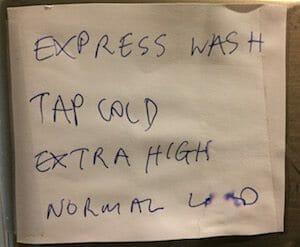 EXPRESS WASH
TAP COLD
EXTRA HIGH
NORMAL LOAD